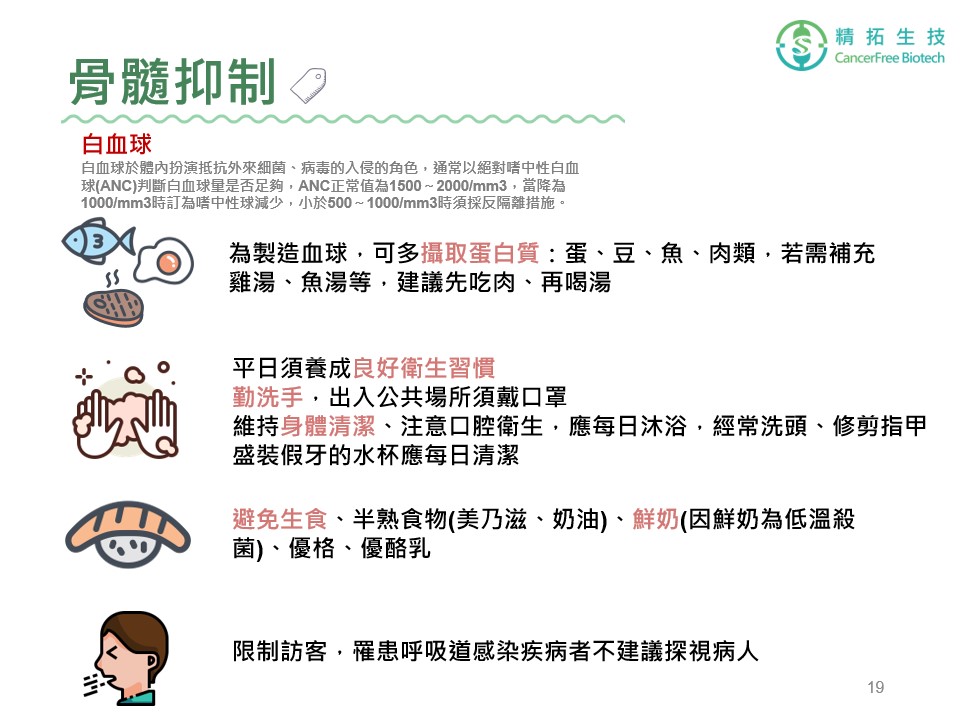 精拓生技
CancerFree Biotech
骨髓抑制
白血球
白血球於體內扮演抵抗外來細菌、病毒的入侵的角色，通常以絕對嗜中性白血
球(ANC)判斷白血球量是否足夠，ANC正常值為1500～2000/mm3，當降為
1000/mm3時訂為嗜中性球減少，小於500～1000/mm3時須採反隔離措施。
3
為製造血球，可多攝取蛋白質：蛋、豆、魚、肉類，若需補充
雞湯、魚湯等，建議先吃肉、再喝湯
平日須養成良好衛生習慣
勤洗手，出入公共場所須戴口罩
維持身體清潔、注意口腔衛生，應每日沐浴，經常洗頭、修剪指甲
盛裝假牙的水杯應每日清潔
避免生食、半熟食物(美乃滋、奶油)、鮮奶(因鮮奶為低溫殺
菌)、優格、優酪乳
限制訪客，罹患呼吸道感染疾病者不建議探視病人
19